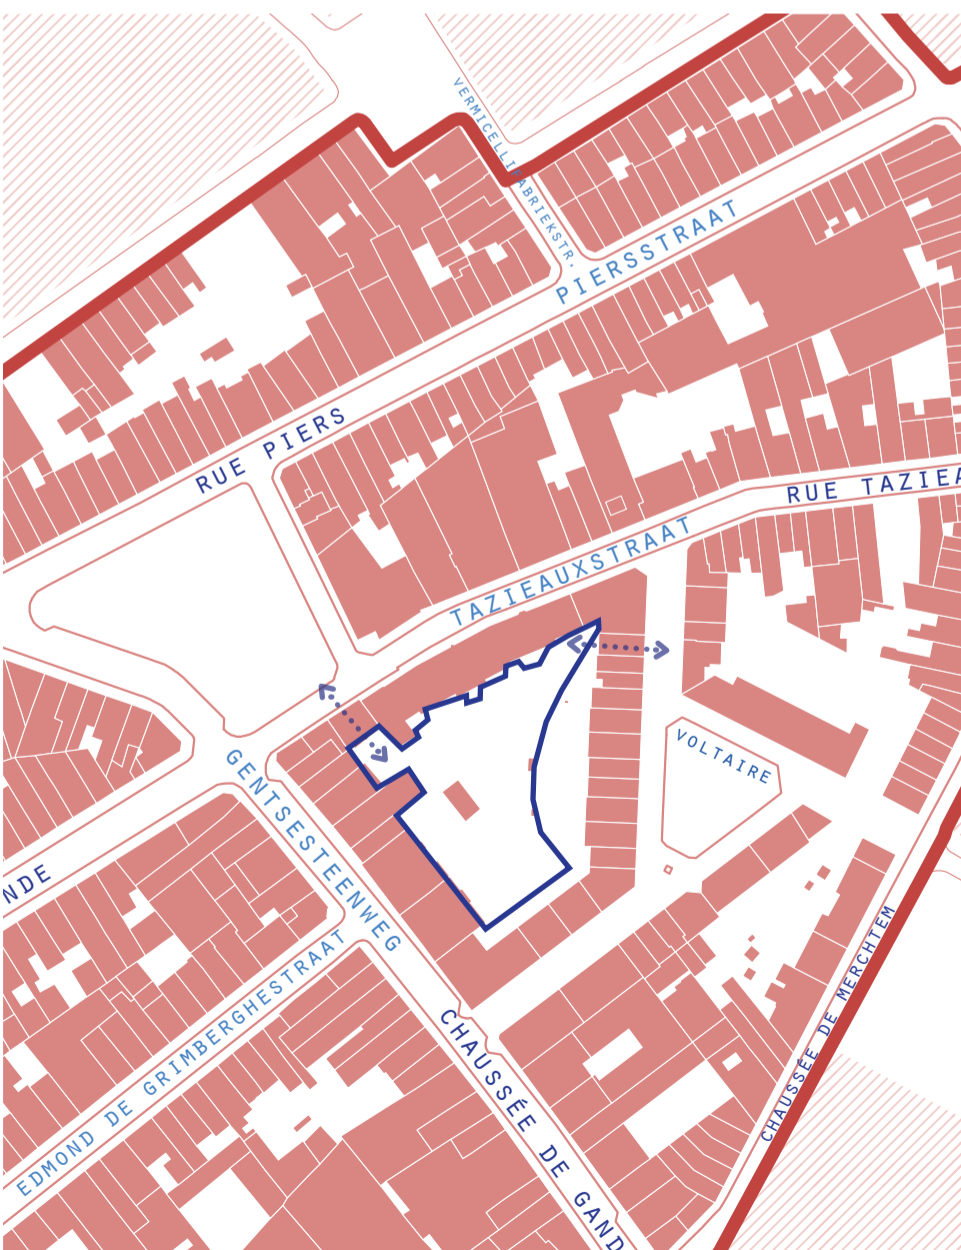 VERMICELLIFABRIEKSTR.
PIERSSTRAAT
RUE PIERS
RUE TAZIEA
TAZIEAUXSTRAAT
VOLTAIRE
GENTSESTEENWEG
NDE
EDMOND DE GRIMBERGHESTRAAT
CHAUSSÉE DE MERCHTEM
CHAUSSÉE DE GAND